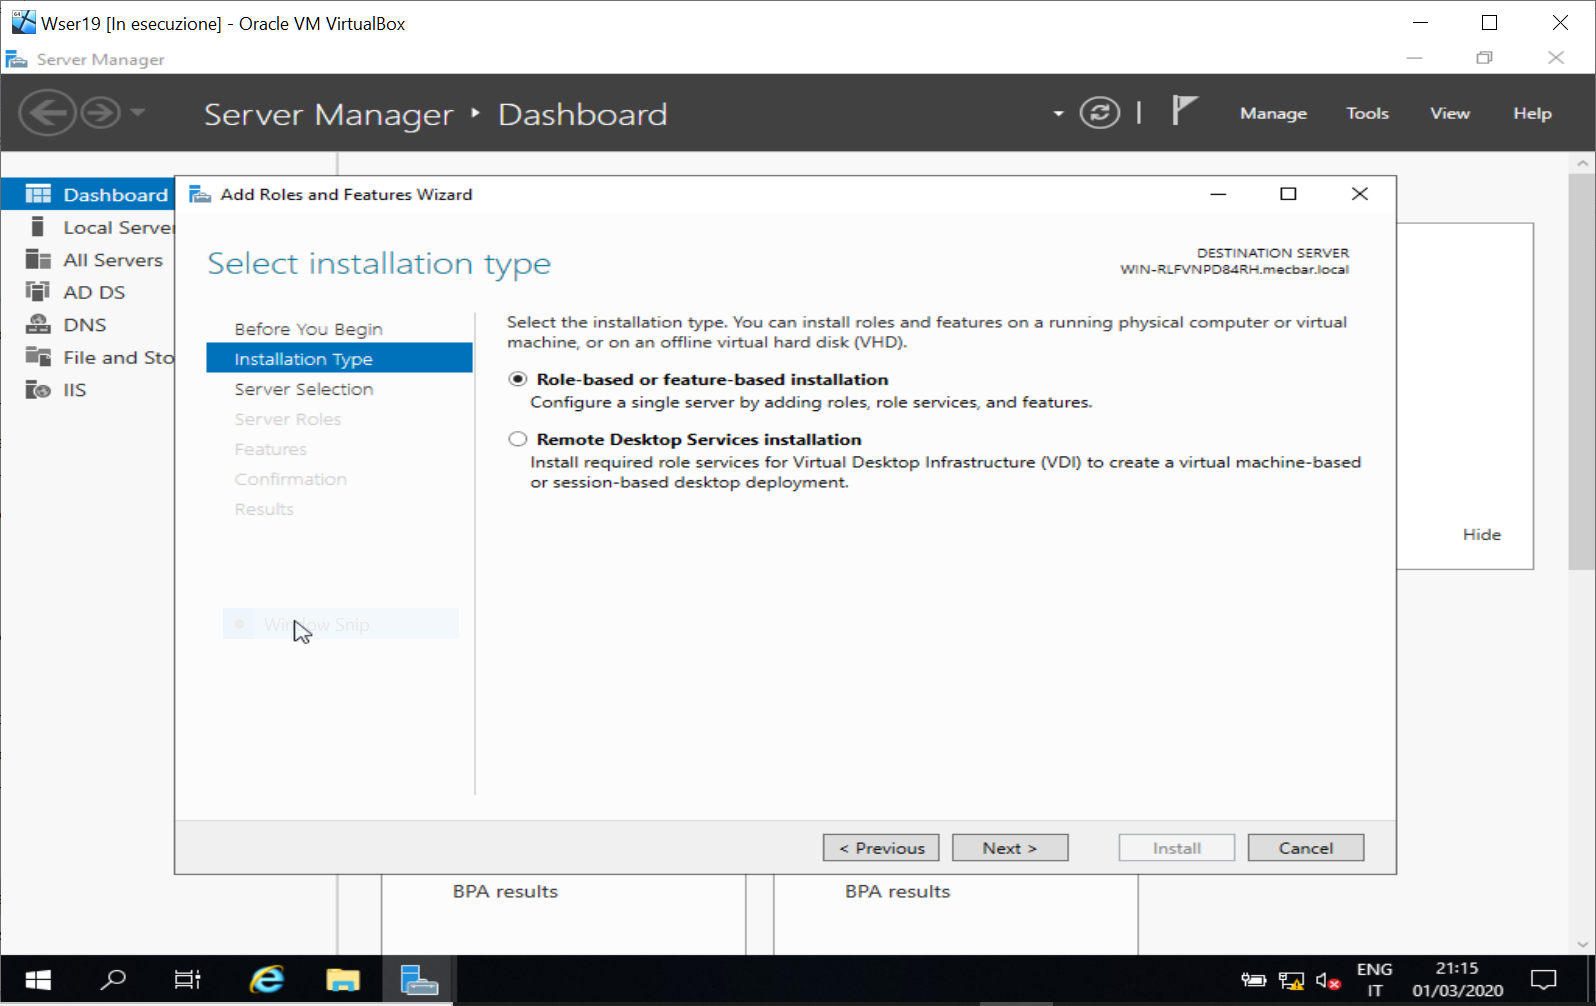 Wser19 [In esecuzione] - Oracle VM VirtualBox
Server Manager
Server Manager ‣ Dashboard
Manage
Tools
View
Help
Dashboard
Local Server
All Servers
AD DS
DNS
File and Sto
IIS
Add Roles and Features Wizard
Select installation type
DESTINATION SERVER
WIN-RLFVNPD84RH.mecbar.local
Before You Begin
Installation Type
Server Selection
Server Roles
Features
Confirmation
Results
Window Snip
Select the installation type. You can install roles and features on a running physical computer or virtual
machine, or on an offline virtual hard disk (VHD).
Role-based or feature-based installation
Configure a single server by adding roles, role services, and features.
Remote Desktop Services installation
Install required role services for Virtual Desktop Infrastructure (VDI) to create a virtual machine-based
or session-based desktop deployment.
Hide
< Previous
Next >
Install
Cancel
BPA results
BPA results
ENG
IT
21:15
01/03/2020